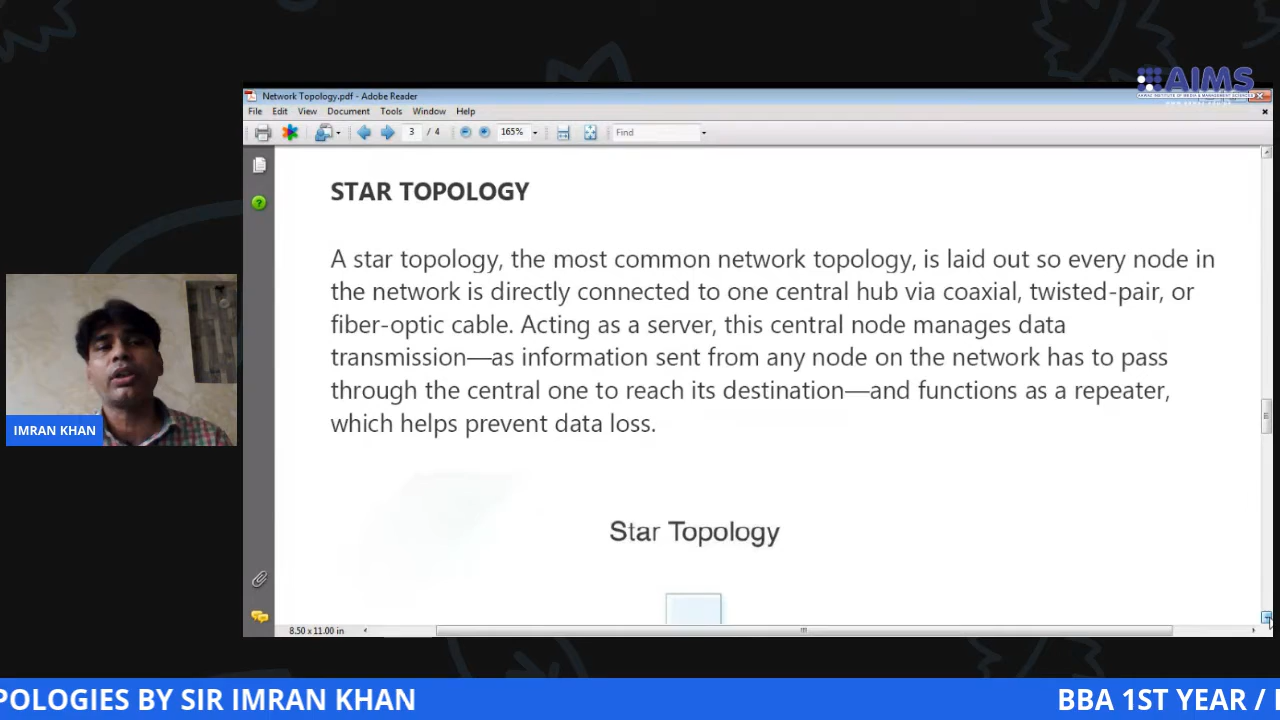 AIMS
Network Topology.pdf - Adobe Reader
File Edit View Document Tools Window Help
3 / 4 165% Find
STAR TOPOLOGY
A star topology, the most common network topology, is laid out so every node in
the network is directly connected to one central hub via coaxial, twisted-pair, or
fiber-optic cable. Acting as a server, this central node manages data
transmission—as information sent from any node on the network has to pass
through the central one to reach its destination—and functions as a repeater,
which helps prevent data loss.
Star Topology
8.50 x 11.00 in
IMRAN KHAN
POLOGIES BY SIR IMRAN KHAN
BBA 1ST YEAR /